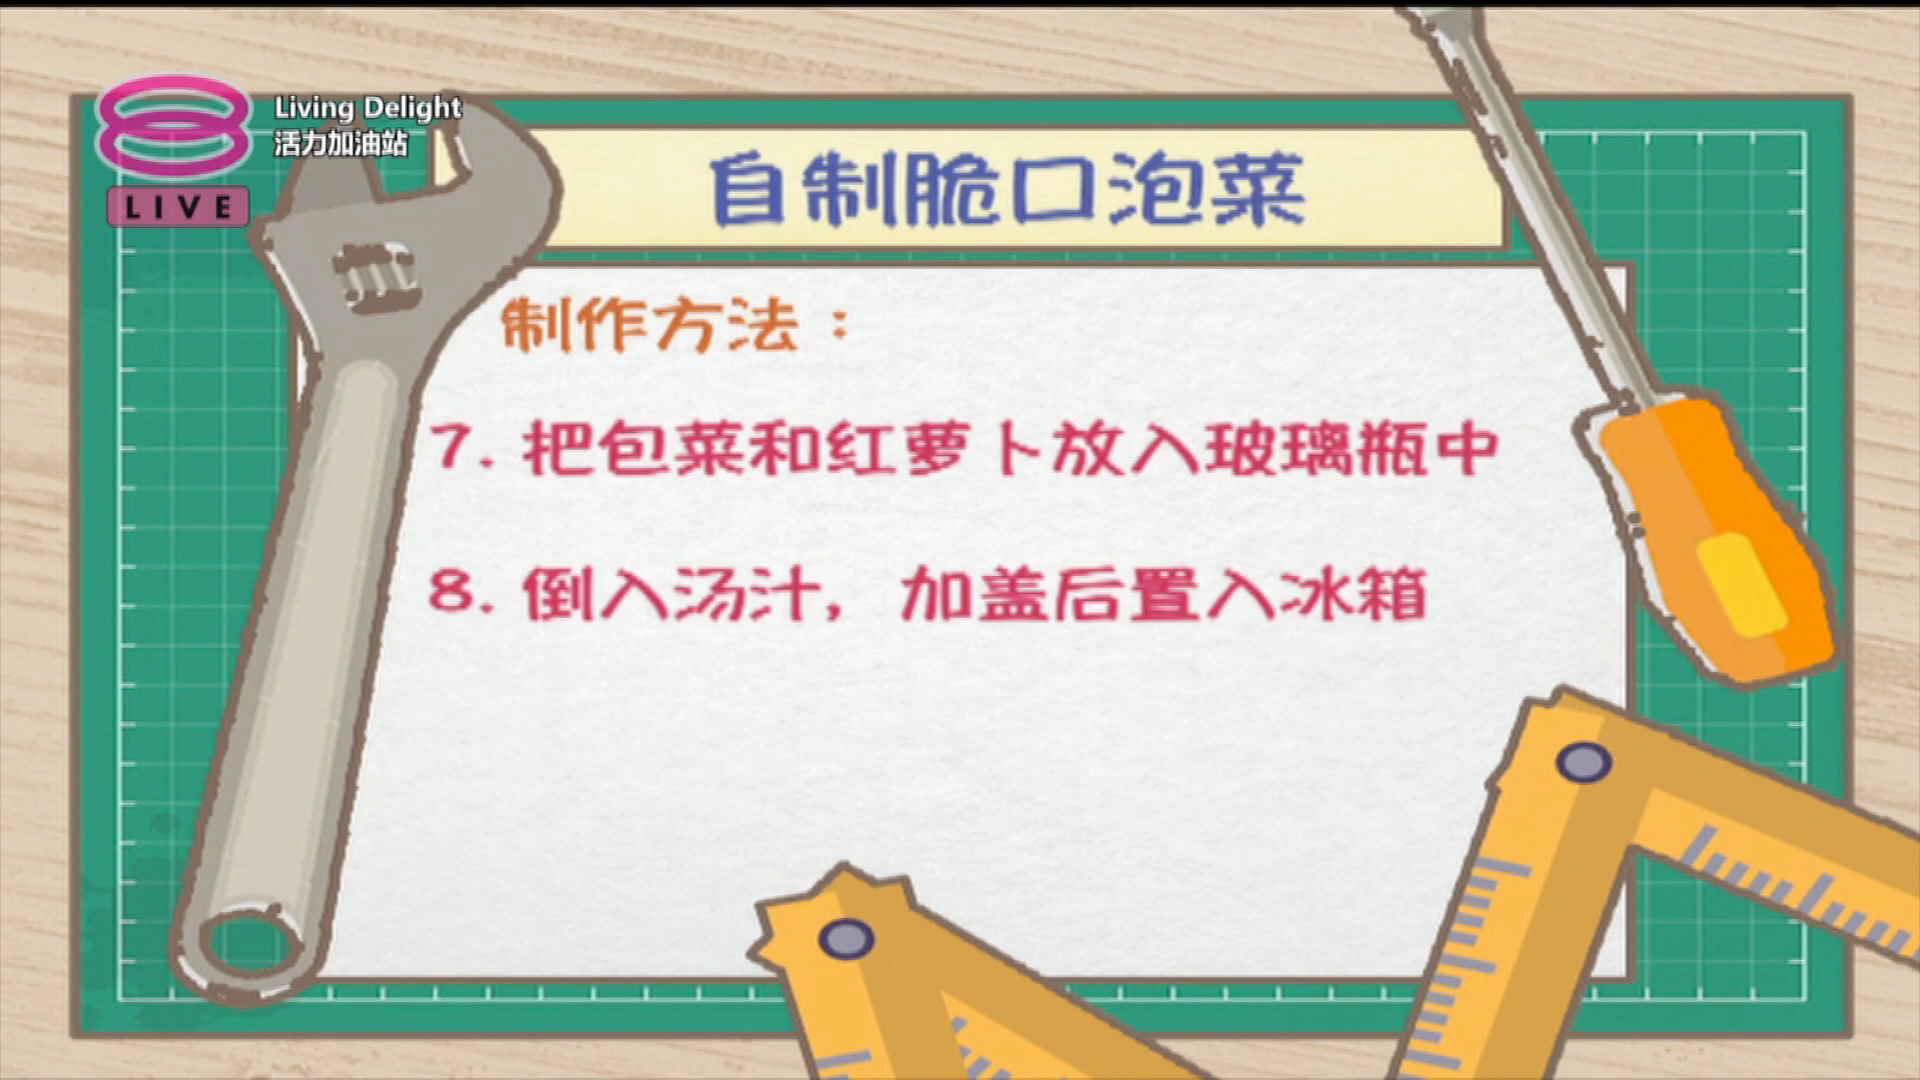 Living Delight
活力加油站
LIVE
自制脆口泡菜
制作方法：
7. 把包菜和红萝卜放入玻璃瓶中
8. 倒入汤汁，加盖后置入冰箱